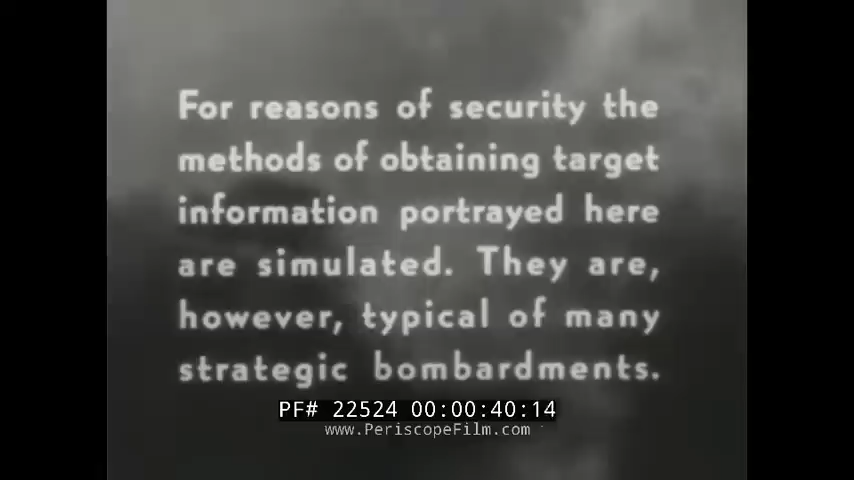 For reasons of security the
methods of obtaining target
information portrayed here
are simulated. They are,
however, typical of many
strategic bombardments.
PF# 22524 00:00:40:14
www.PeriscopeFilm.com